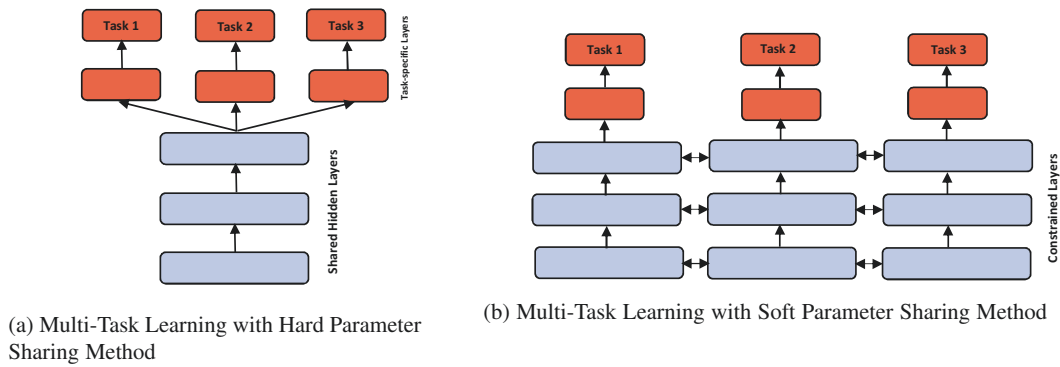 Task 1
Task 2
Task 3
Task-specific Layers
Shared Hidden Layers
(a) Multi-Task Learning with Hard Parameter
Sharing Method
Task 1
Task 2
Task 3
Constrained Layers
(b) Multi-Task Learning with Soft Parameter Sharing Method